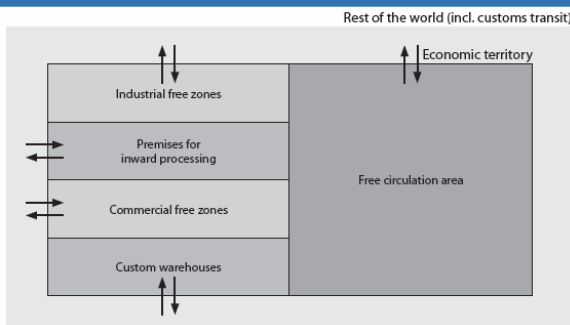 Rest of the world (incl. customs transit)
Economic territory
Industrial free zones
Premises for
inward processing
Free circulation area
Commercial free zones
Custom warehouses